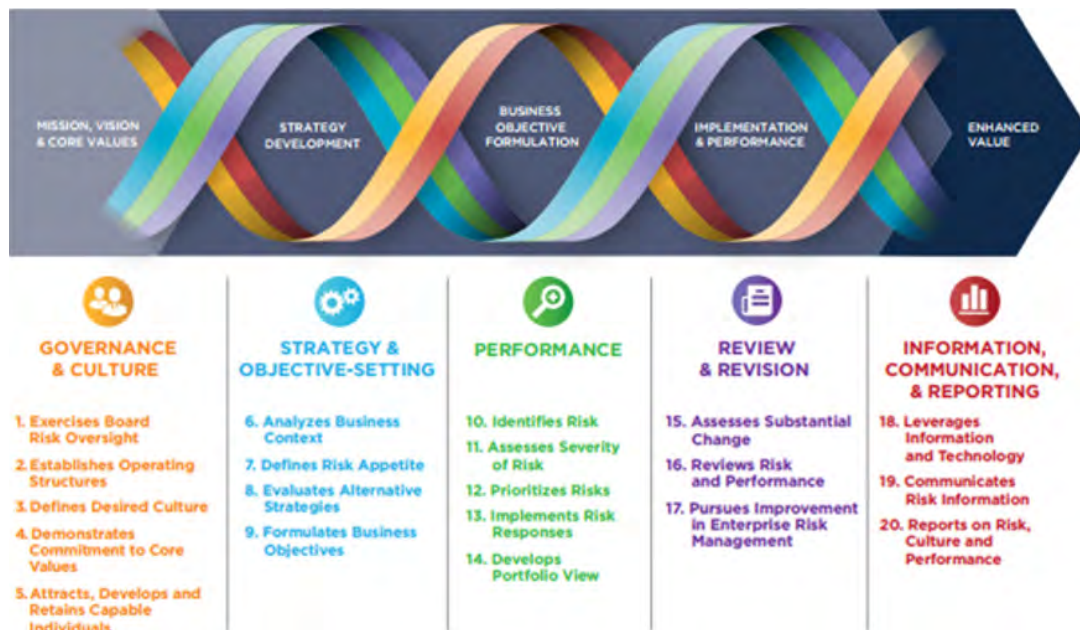 MISSION, VISION
& CORE VALUES
STRATEGY
DEVELOPMENT
BUSINESS
OBJECTIVE
FORMULATION
IMPLEMENTATION
& PERFORMANCE
ENHANCED
VALUE
GOVERNANCE
& CULTURE
1. Exercises Board
Risk Oversight
2. Establishes Operating
Structures
3. Defines Desired Culture
4. Demonstrates
Commitment to Core
Values
5. Attracts, Develops and
Retains Capable
Individuals
STRATEGY &
OBJECTIVE-SETTING
6. Analyzes Business
Context
7. Defines Risk Appetite
8. Evaluates Alternative
Strategies
9. Formulates Business
Objectives
PERFORMANCE
10. Identifies Risk
11. Assesses Severity
of Risk
12. Prioritizes Risks
13. Implements Risk
Responses
14. Develops
Portfolio View
REVIEW
& REVISION
15. Assesses Substantial
Change
16. Reviews Risk
and Performance
17. Pursues Improvement
in Enterprise Risk
Management
INFORMATION,
COMMUNICATION,
& REPORTING
18. Leverages
Information
and Technology
19. Communicates
Risk Information
20. Reports on Risk,
Culture and
Performance